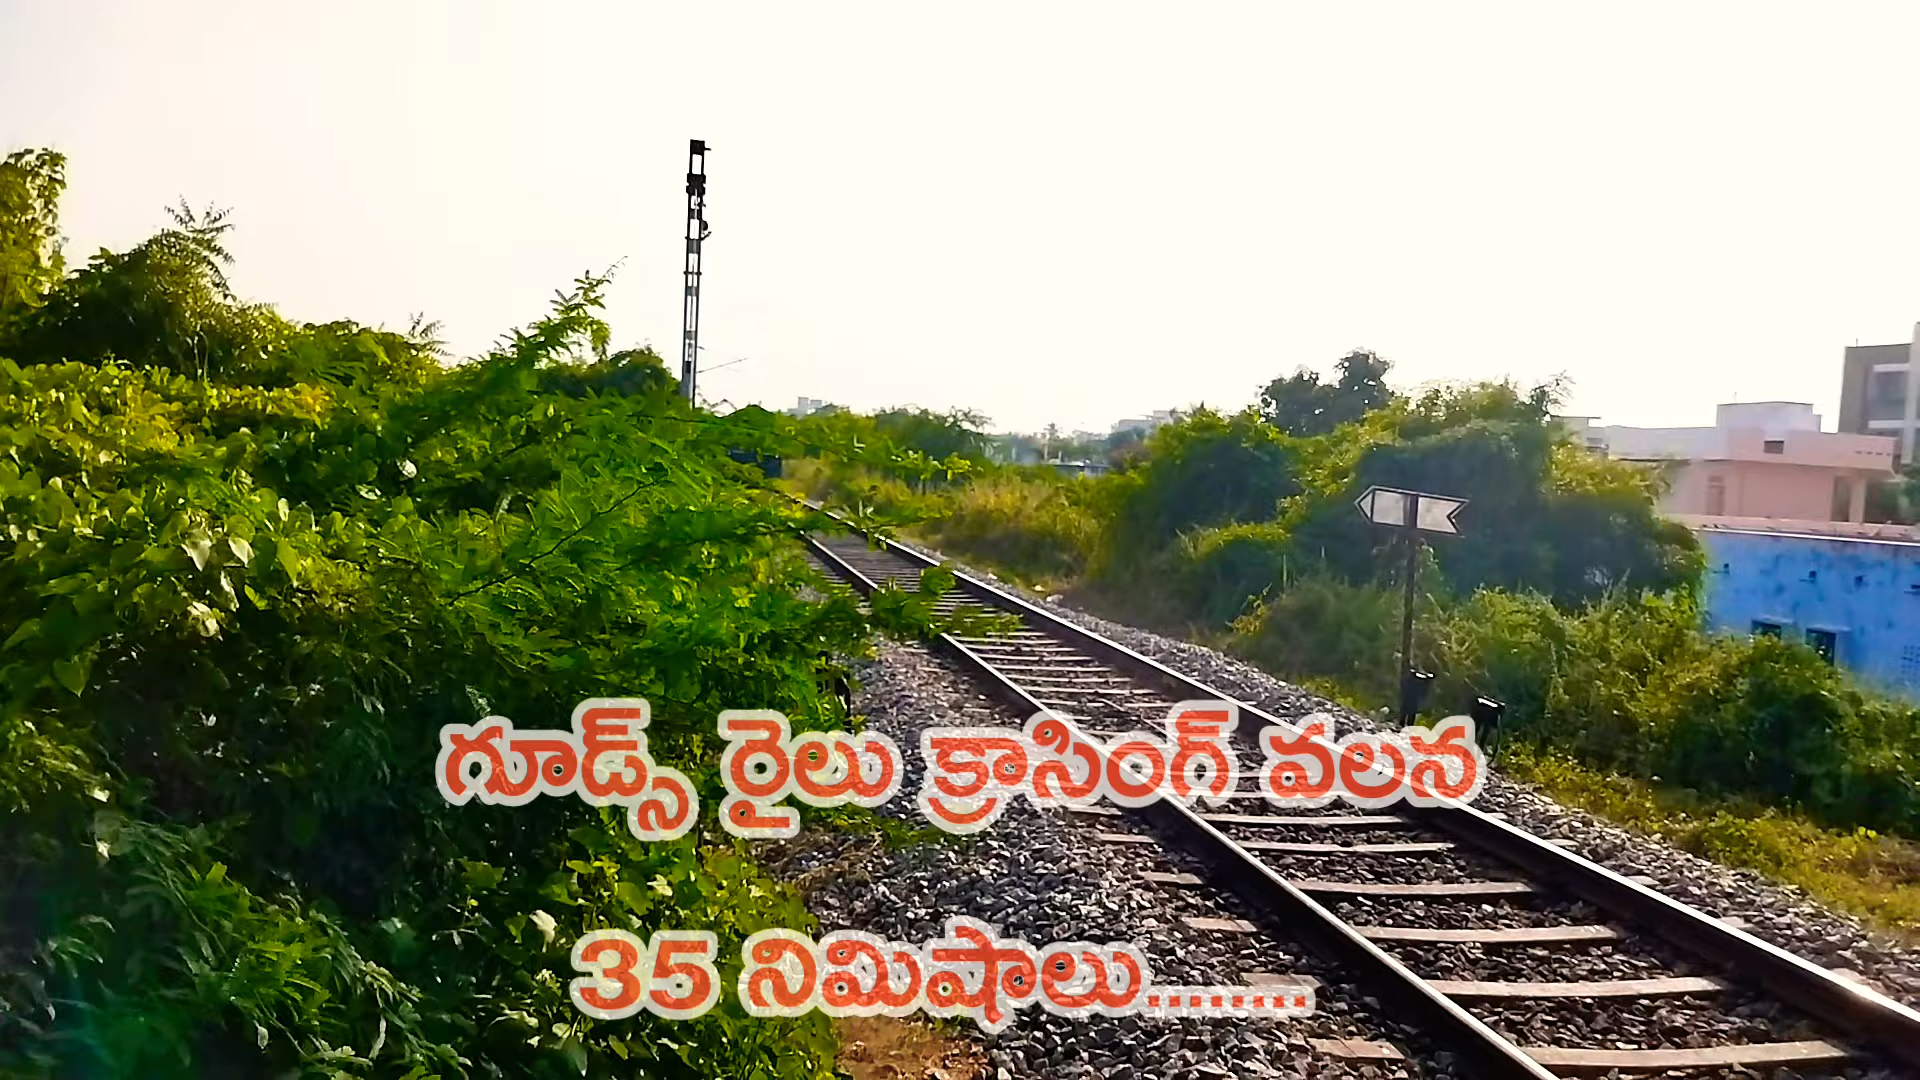 గూడ్స్ రైలు క్రాసింగ్ వలన
35 నిమిషాలు........